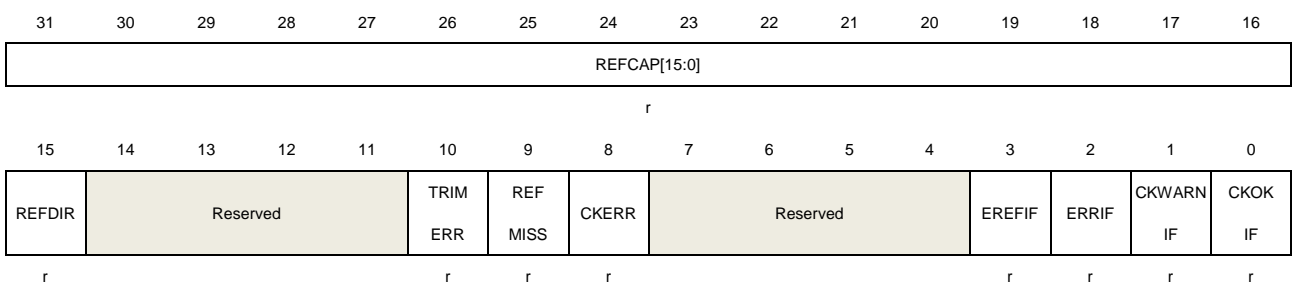 31 30 29 28 27 26 25 24 23 22 21 20 19 18 17 16
REFCAP[15:0]
r
15 14 13 12 11 10 9 8 7 6 5 4 3 2 1 0
REFDIR Reserved TRIM ERR REF MISS CKERR Reserved EREFIF ERRIF CKWARN IF CKOK IF
r r r r r r r r